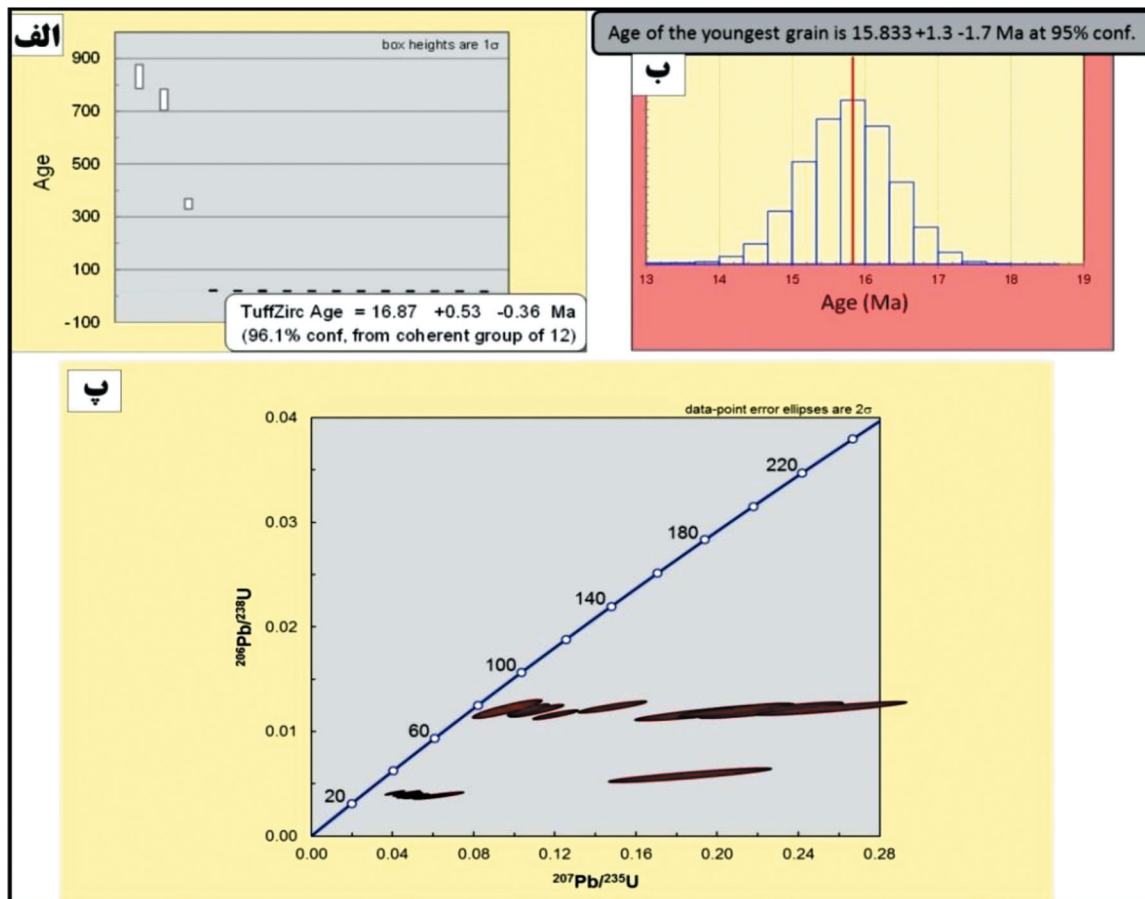 الف
box heights are 1σ
900
700
500
300
100
-100
Age
TuffZirc Age = 16.87 +0.53 -0.36 Ma
(96.1% conf, from coherent group of 12)
Age of the youngest grain is 15.833 +1.3 -1.7 Ma at 95% conf.
ب
13 14 15 16 17 18 19
Age (Ma)
پ
data-point error ellipses are 2σ
0.04
0.03
0.02
0.01
0.00
206Pb/238U
220
180
140
100
60
20
0.00 0.04 0.08 0.12 0.16 0.20 0.24 0.28
207Pb/235U